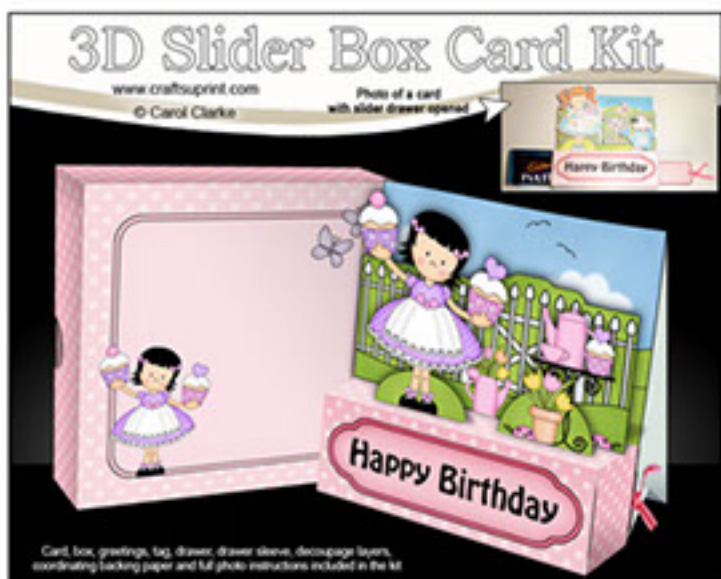 3D Slider Box Card Kit
www.craftsuprint.com
© Carol Clarke
Photo of a card
with slider drawer opened
Happy Birthday
Happy Birthday
Card, box, greetings, tag, drawer, drawer sleeve, decoupage layers,
coordinating backing paper and full photo instructions included in the kit